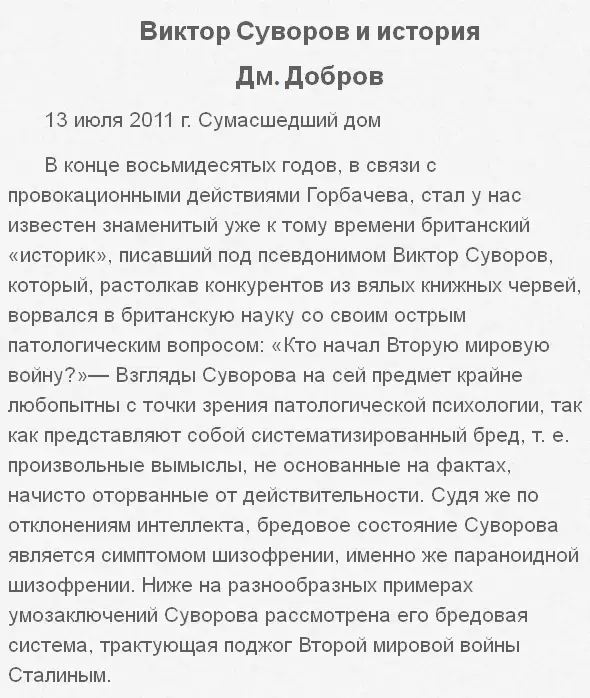 Виктор Суворов и история
Дм. Добров
13 июля 2011 г. Сумасшедший дом
В конце восьмидесятых годов, в связи с
провокационными действиями Горбачева, стал у нас
известен знаменитый уже к тому времени британский
«историк», писавший под псевдонимом Виктор Суворов,
который, растолкав конкурентов из вялых книжных червей,
ворвался в британскую науку со своим острым
патологическим вопросом: «Кто начал Вторую мировую
войну?»— Взгляды Суворова на сей предмет крайне
любопытны с точки зрения патологической психологии, так
как представляют собой систематизированный бред, т. е.
произвольные вымыслы, не основанные на фактах,
начисто оторванные от действительности. Судя же по
отклонениям интеллекта, бредовое состояние Суворова
является симптомом шизофрении, именно же параноидной
шизофрении. Ниже на разнообразных примерах
умозаключений Суворова рассмотрена его бредовая
система, трактующая поджог Второй мировой войны
Сталиным.